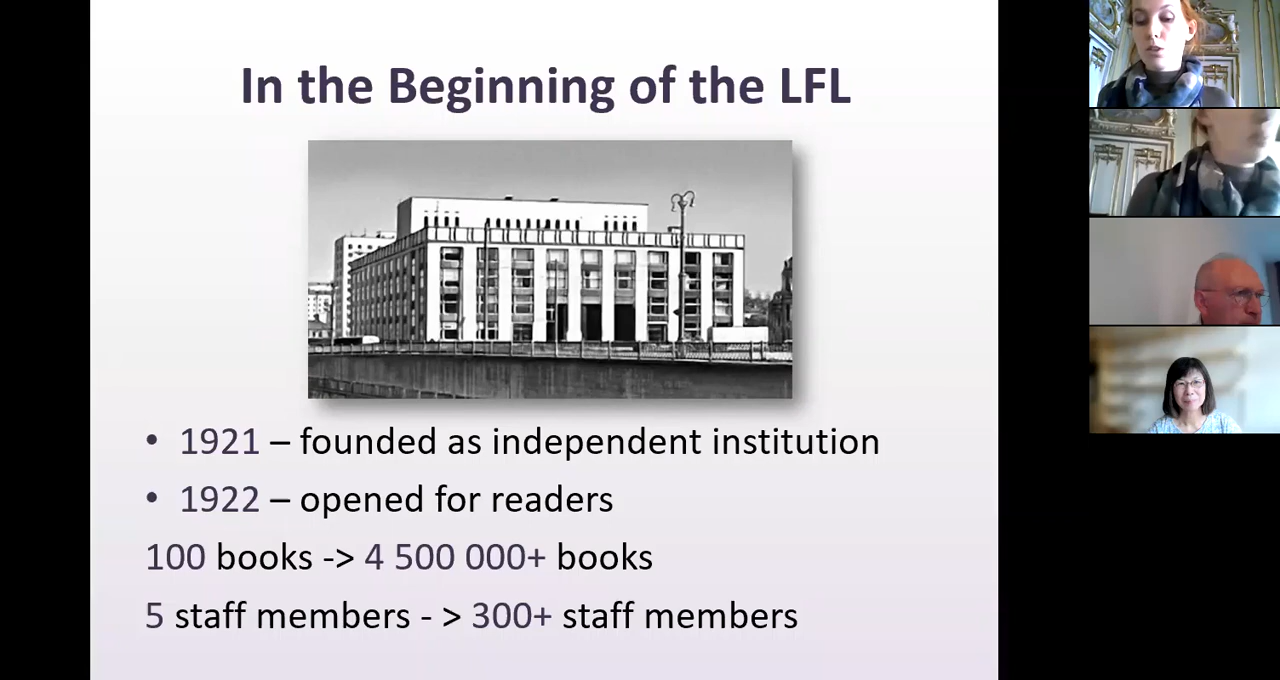 In the Beginning of the LFL
• 1921 – founded as independent institution
• 1922 – opened for readers
100 books -> 4 500 000+ books
5 staff members - > 300+ staff members